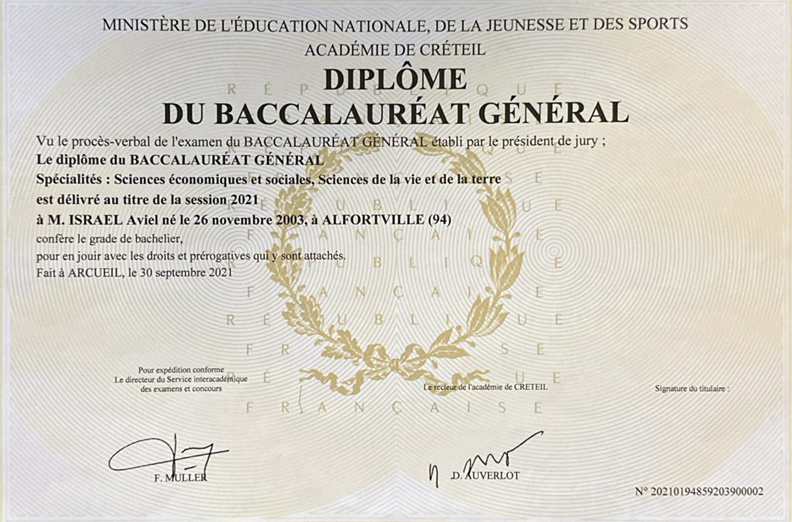 MINISTÈRE DE L'ÉDUCATION NATIONALE, DE LA JEUNESSE ET DES SPORTS
ACADÉMIE DE CRÉTEIL
DIPLÔME
DU BACCALAURÉAT GÉNÉRAL
Vu le procès-verbal de l'examen du BACCALAURÉAT GÉNÉRAL établi par le président de jury ;
Le diplôme du BACCALAURÉAT GÉNÉRAL
Spécialités : Sciences économiques et sociales, Sciences de la vie et de la terre
est délivré au titre de la session 2021
à M. ISRAEL Aviel né le 26 novembre 2003, à ALFORTVILLE (94)
confère le grade de bachelier,
pour en jouir avec les droits et prérogatives qui y sont attachés.
Fait à ARCUEIL, le 30 septembre 2021
RÉPUBLIQUE
FRANÇAISE
RÉPUBLIQUE
FRANÇAISE
RÉPUBLIQUE
FRANÇAISE
Pour expédition conforme
Le directeur du Service interacadémique
des examens et concours
Le recteur de l'académie de CRETEIL
Signature du titulaire :
F. MULLER
D. AUVERLOT
N° 20210194859203900002